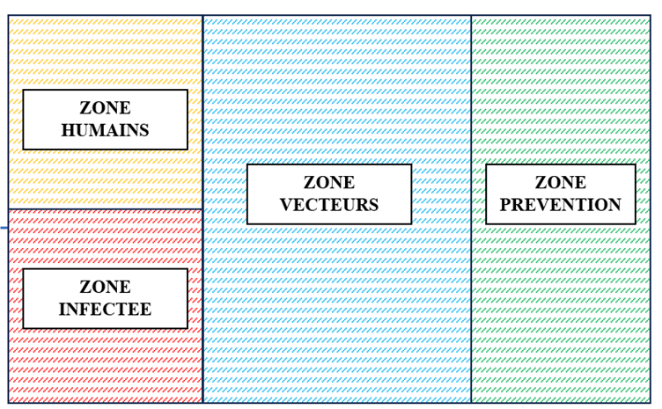 ZONE
HUMAINS
ZONE
INFECTEE
ZONE
VECTEURS
ZONE
PREVENTION